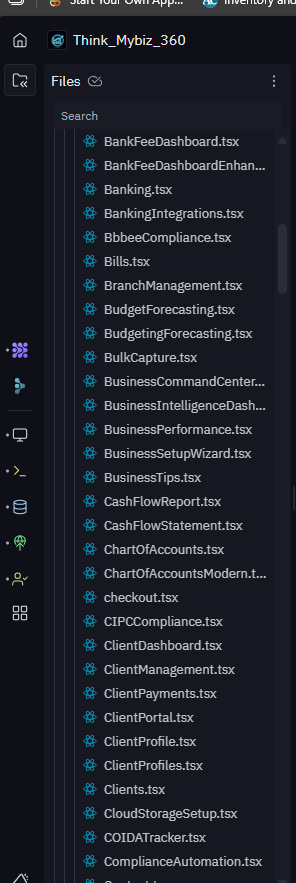 Start Your Own App...
Inventory and
Think_Mybiz_360
Files
Search
BankFeeDashboard.tsx
BankFeeDashboardEnhan...
Banking.tsx
BankingIntegrations.tsx
BbbeeCompliance.tsx
Bills.tsx
BranchManagement.tsx
BudgetForecasting.tsx
BudgetingForecasting.tsx
BulkCapture.tsx
BusinessCommandCenter...
BusinessIntelligenceDash...
BusinessPerformance.tsx
BusinessSetupWizard.tsx
BusinessTips.tsx
CashFlowReport.tsx
CashFlowStatement.tsx
ChartOfAccounts.tsx
ChartOfAccountsModern.t...
checkout.tsx
CIPCCompliance.tsx
ClientDashboard.tsx
ClientManagement.tsx
ClientPayments.tsx
ClientPortal.tsx
ClientProfile.tsx
ClientProfiles.tsx
Clients.tsx
CloudStorageSetup.tsx
COIDATracker.tsx
ComplianceAutomation.tsx